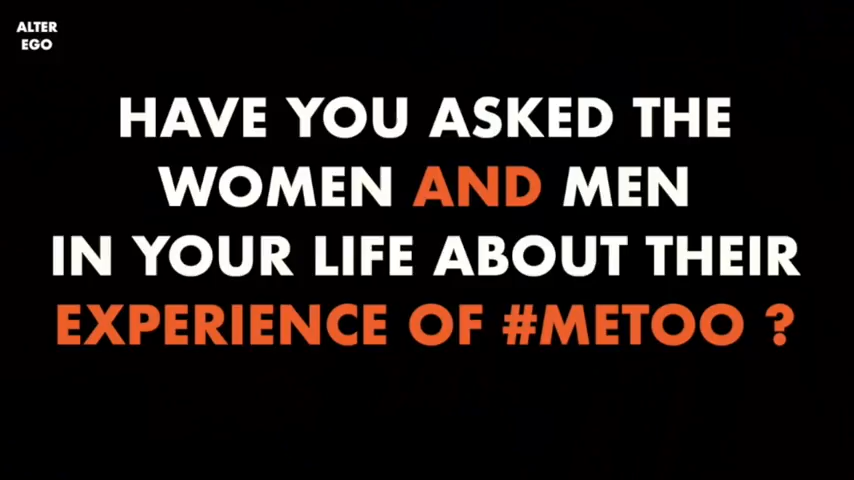 ALTER
EGO
HAVE YOU ASKED THE
WOMEN AND MEN
IN YOUR LIFE ABOUT THEIR
EXPERIENCE OF #METOO ?